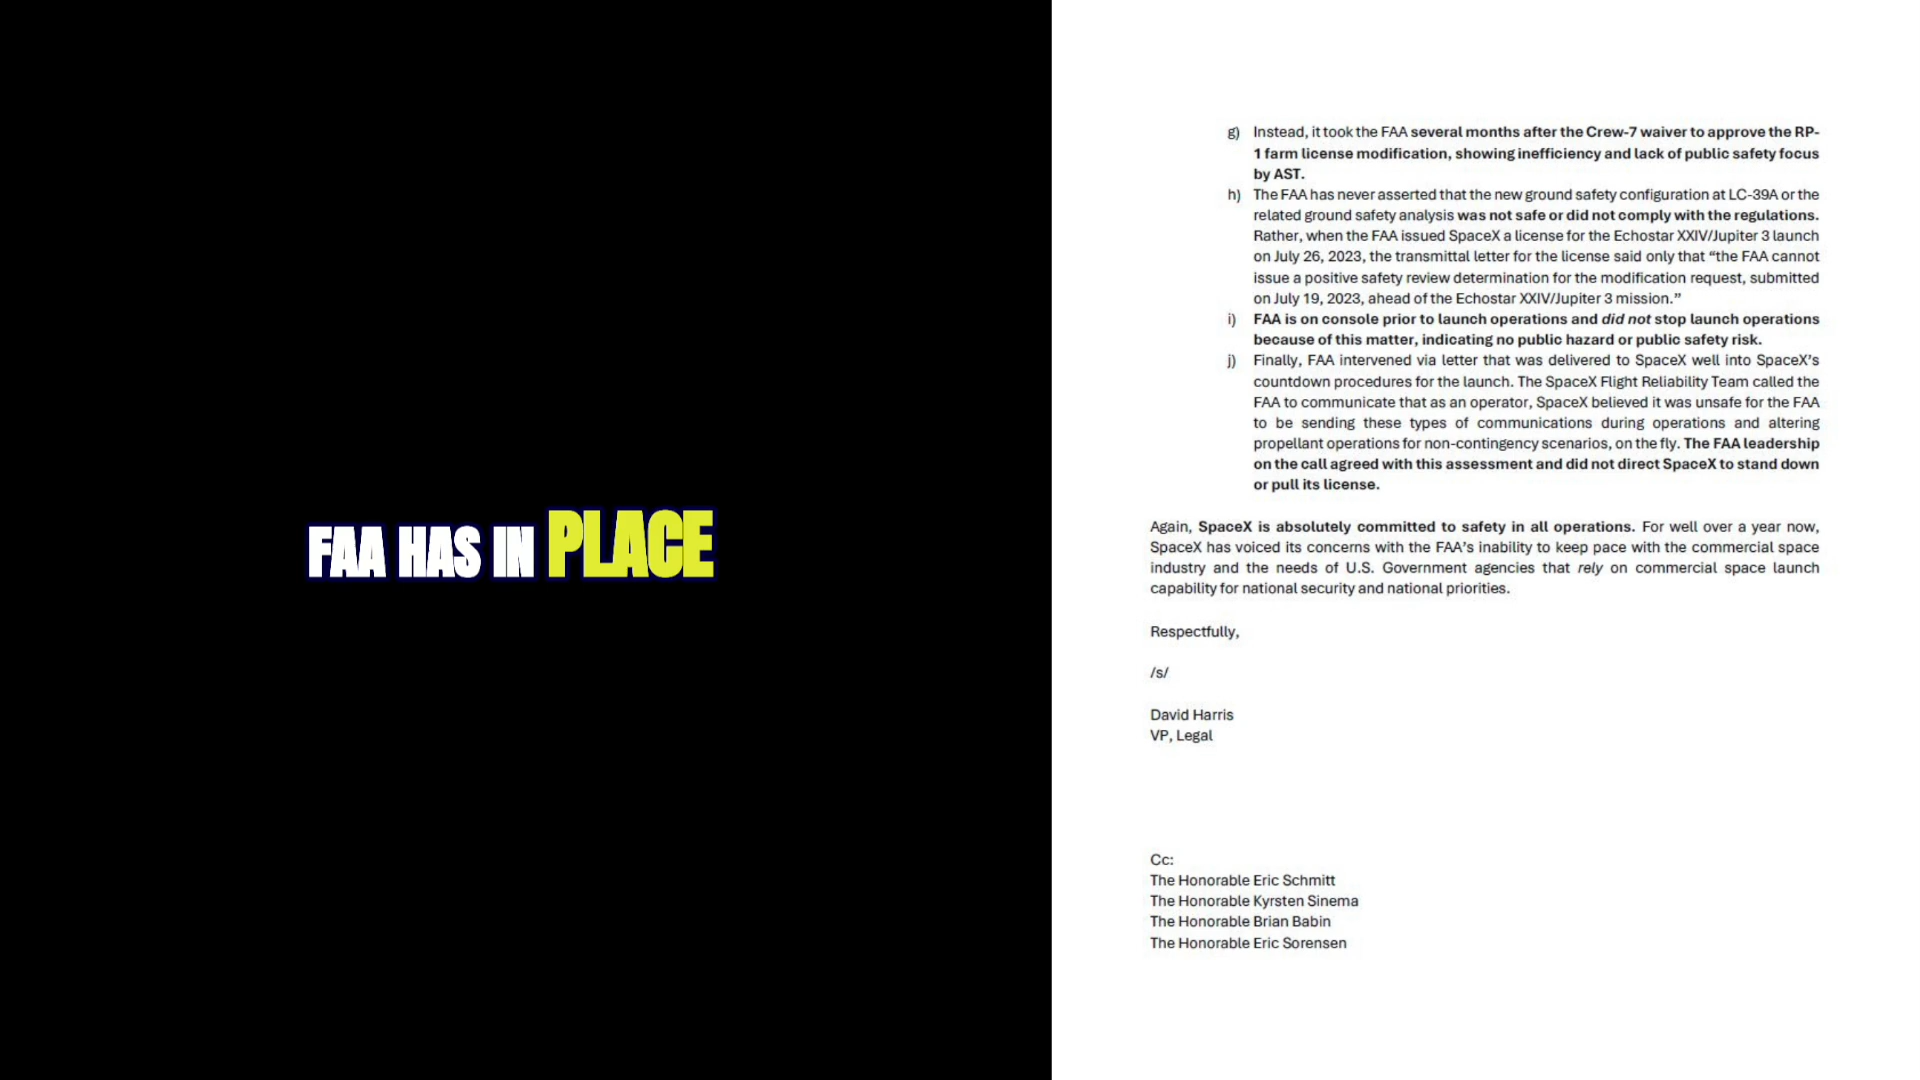 FAA HAS IN PLACE
g) Instead, it took the FAA several months after the Crew-7 waiver to approve the RP-
1 farm license modification, showing inefficiency and lack of public safety focus
by AST.
h) The FAA has never asserted that the new ground safety configuration at LC-39A or the
related ground safety analysis was not safe or did not comply with the regulations.
Rather, when the FAA issued SpaceX a license for the Echostar XXIV/Jupiter 3 launch
on July 26, 2023, the transmittal letter for the license said only that “the FAA cannot
issue a positive safety review determination for the modification request, submitted
on July 19, 2023, ahead of the Echostar XXIV/Jupiter 3 mission.”
i) FAA is on console prior to launch operations and did not stop launch operations
because of this matter, indicating no public hazard or public safety risk.
j) Finally, FAA intervened via letter that was delivered to SpaceX well into SpaceX’s
countdown procedures for the launch. The SpaceX Flight Reliability Team called the
FAA to communicate that as an operator, SpaceX believed it was unsafe for the FAA
to be sending these types of communications during operations and altering
propellant operations for non-contingency scenarios, on the fly. The FAA leadership
on the call agreed with this assessment and did not direct SpaceX to stand down
or pull its license.
Again, SpaceX is absolutely committed to safety in all operations. For well over a year now,
SpaceX has voiced its concerns with the FAA’s inability to keep pace with the commercial space
industry and the needs of U.S. Government agencies that rely on commercial space launch
capability for national security and national priorities.
Respectfully,
/s/
David Harris
VP, Legal
Cc:
The Honorable Eric Schmitt
The Honorable Kyrsten Sinema
The Honorable Brian Babin
The Honorable Eric Sorensen